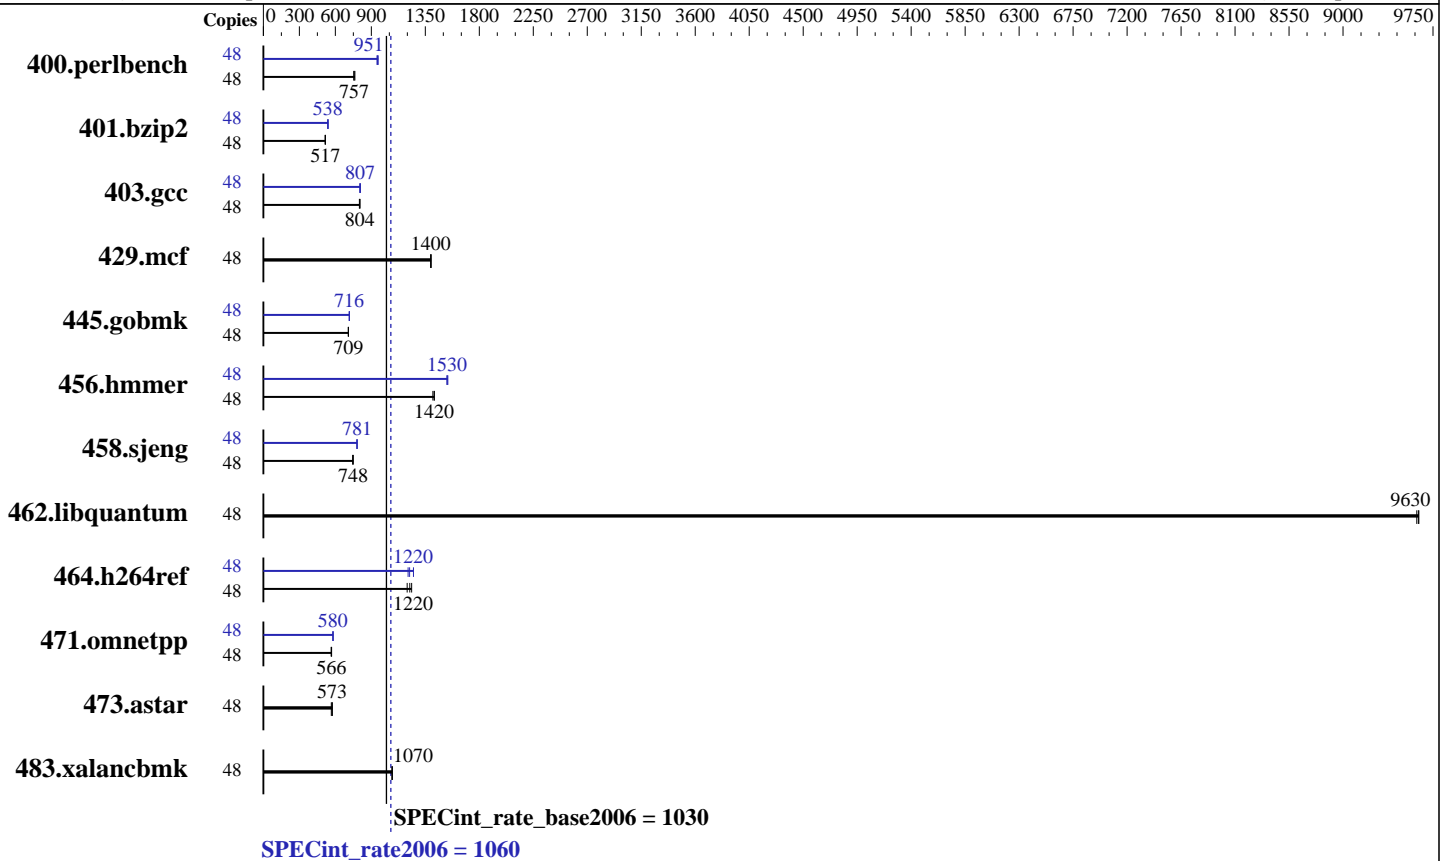 Copies 0 300 600 900 1350 1800 2250 2700 3150 3600 4050 4500 4950 5400 5850 6300 6750 7200 7650 8100 8550 9000 9750
951
400.perlbench 48
48
757
538
401.bzip2 48
48
517
807
403.gcc 48
48
804
1400
429.mcf 48
716
445.gobmk 48
48
709
1530
456.hmmer 48
48
1420
781
458.sjeng 48
48
748
9630
462.libquantum 48
1220
464.h264ref 48
48
1220
580
471.omnetpp 48
48
566
573
473.astar 48
1070
483.xalancbmk 48
SPECint_rate_base2006 = 1030
SPECint_rate2006 = 1060